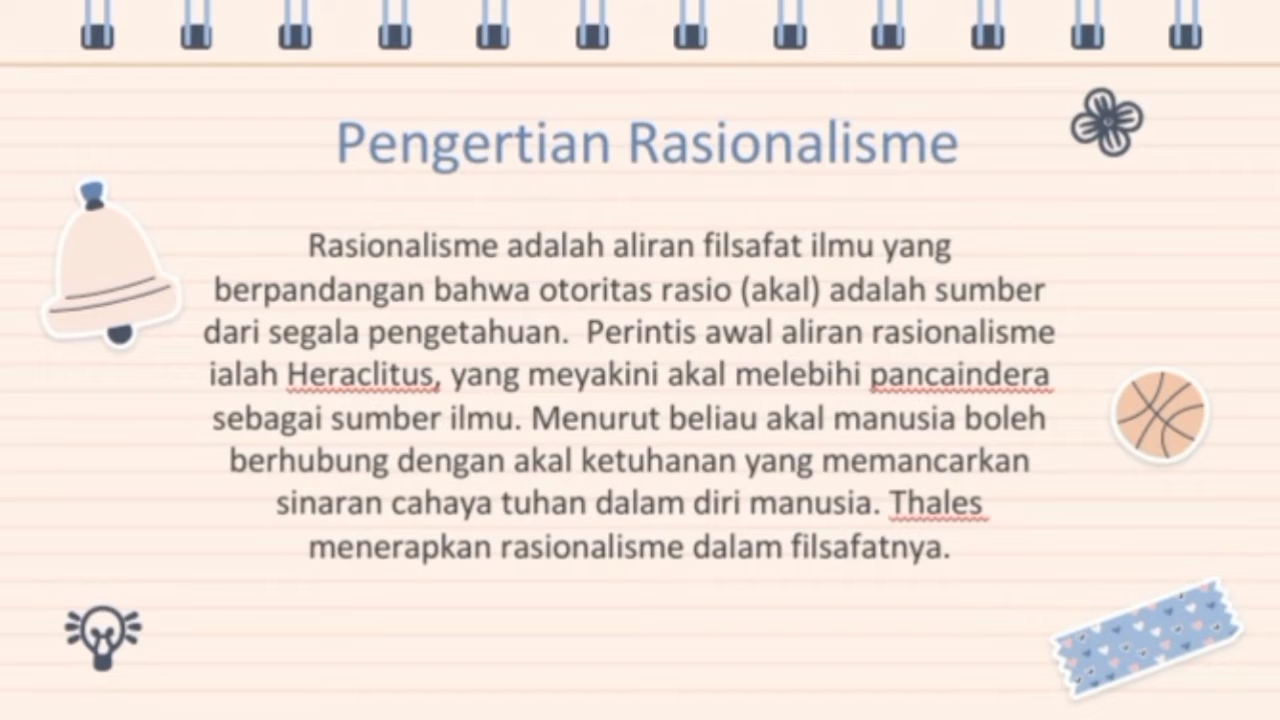 Pengertian Rasionalisme
Rasionalisme adalah aliran filsafat ilmu yang
berpandangan bahwa otoritas rasio (akal) adalah sumber
dari segala pengetahuan.  Perintis awal aliran rasionalisme
ialah Heraclitus, yang meyakini akal melebihi pancaindera
sebagai sumber ilmu. Menurut beliau akal manusia boleh
berhubung dengan akal ketuhanan yang memancarkan
sinaran cahaya tuhan dalam diri manusia. Thales
menerapkan rasionalisme dalam filsafatnya.